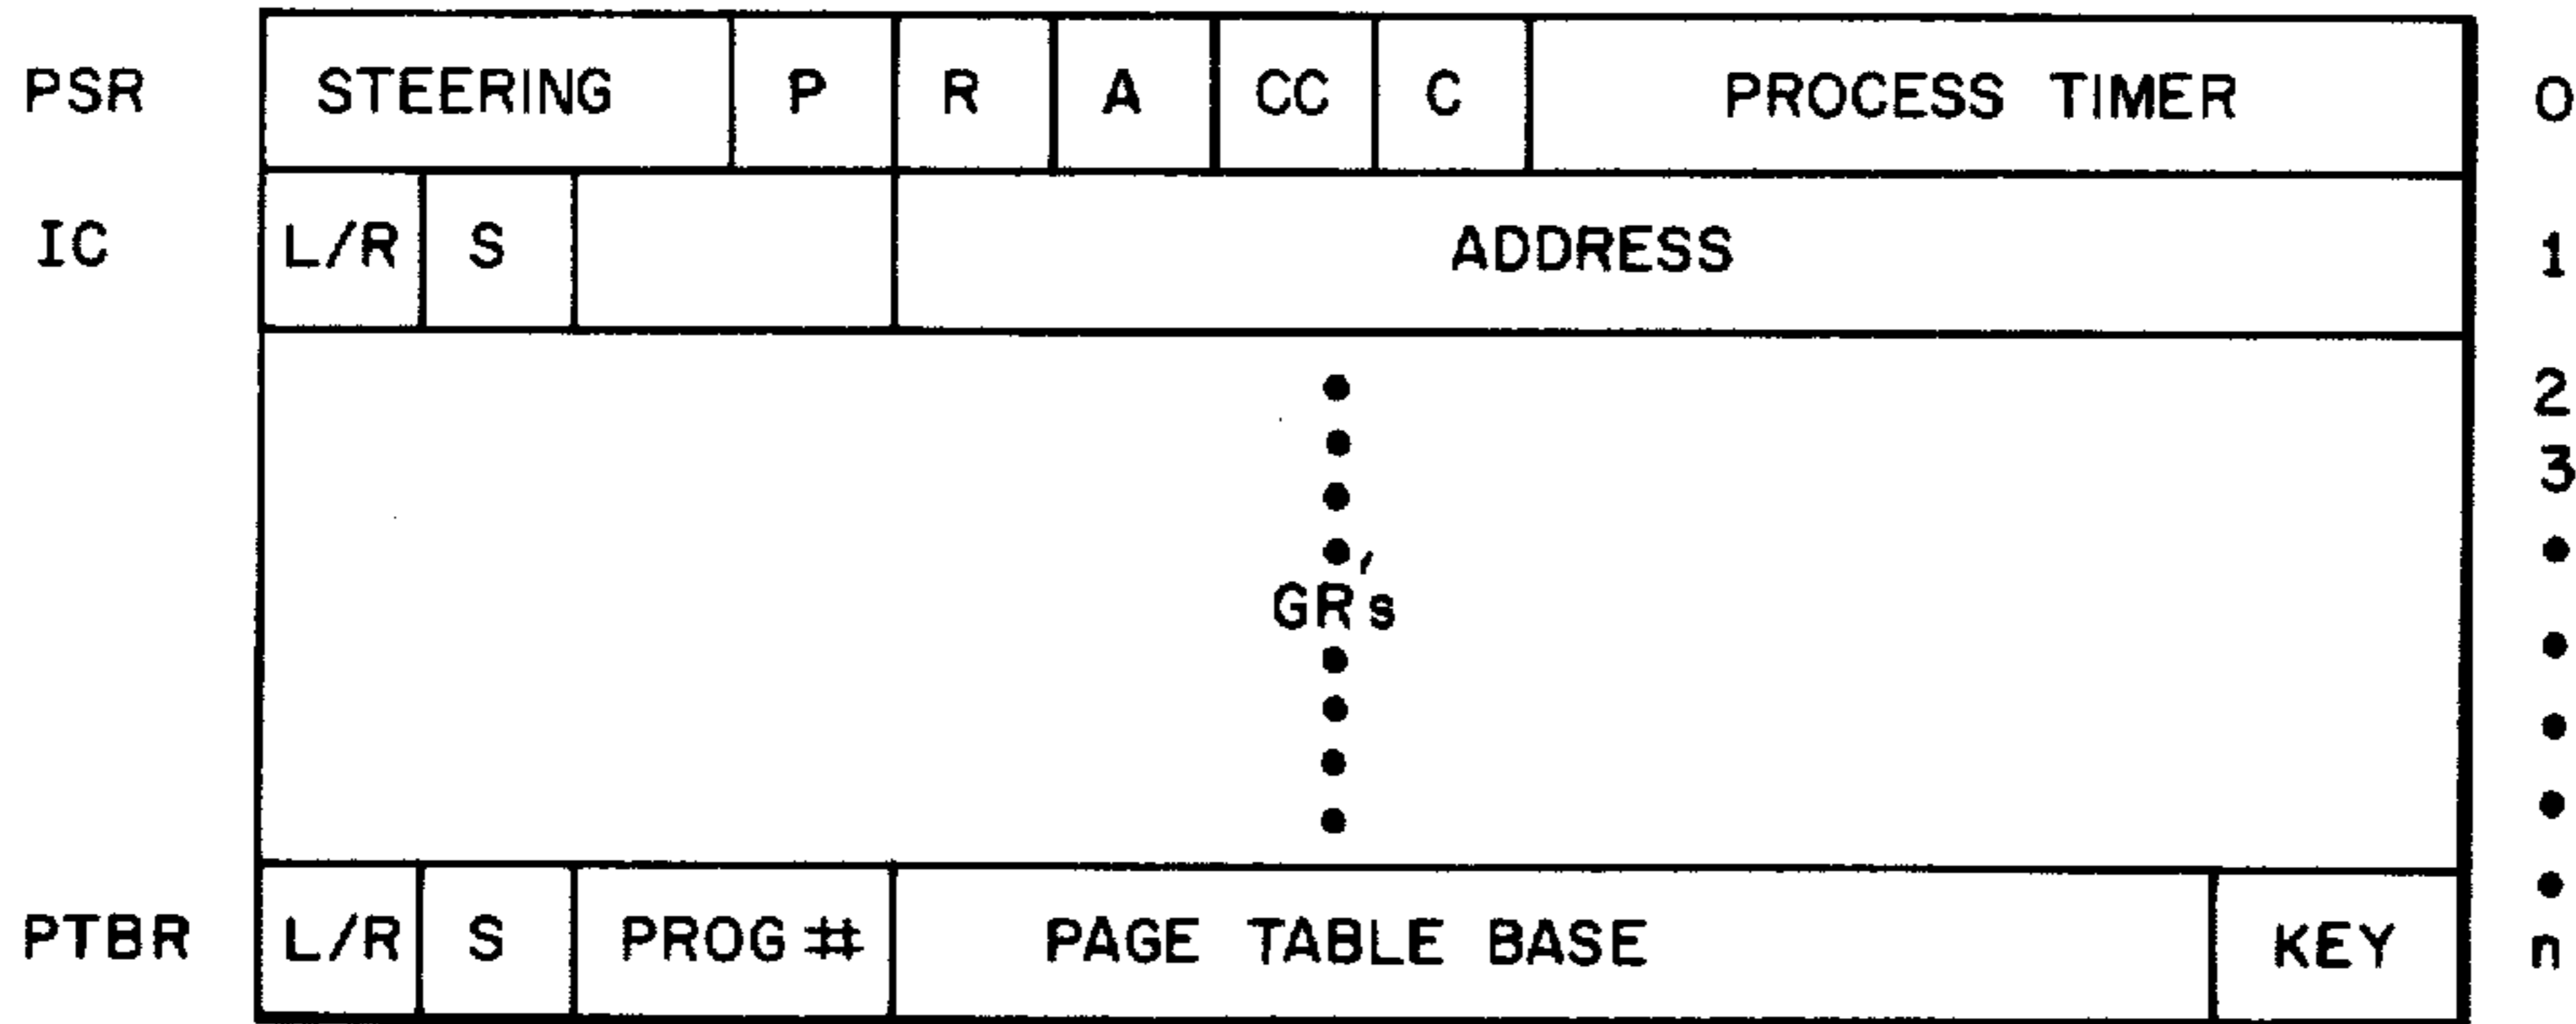 PSR STEERING P R A CC C PROCESS TIMER 0
IC L/R S ADDRESS 1
2
3
GR's
PTBR L/R S PROG # PAGE TABLE BASE KEY n